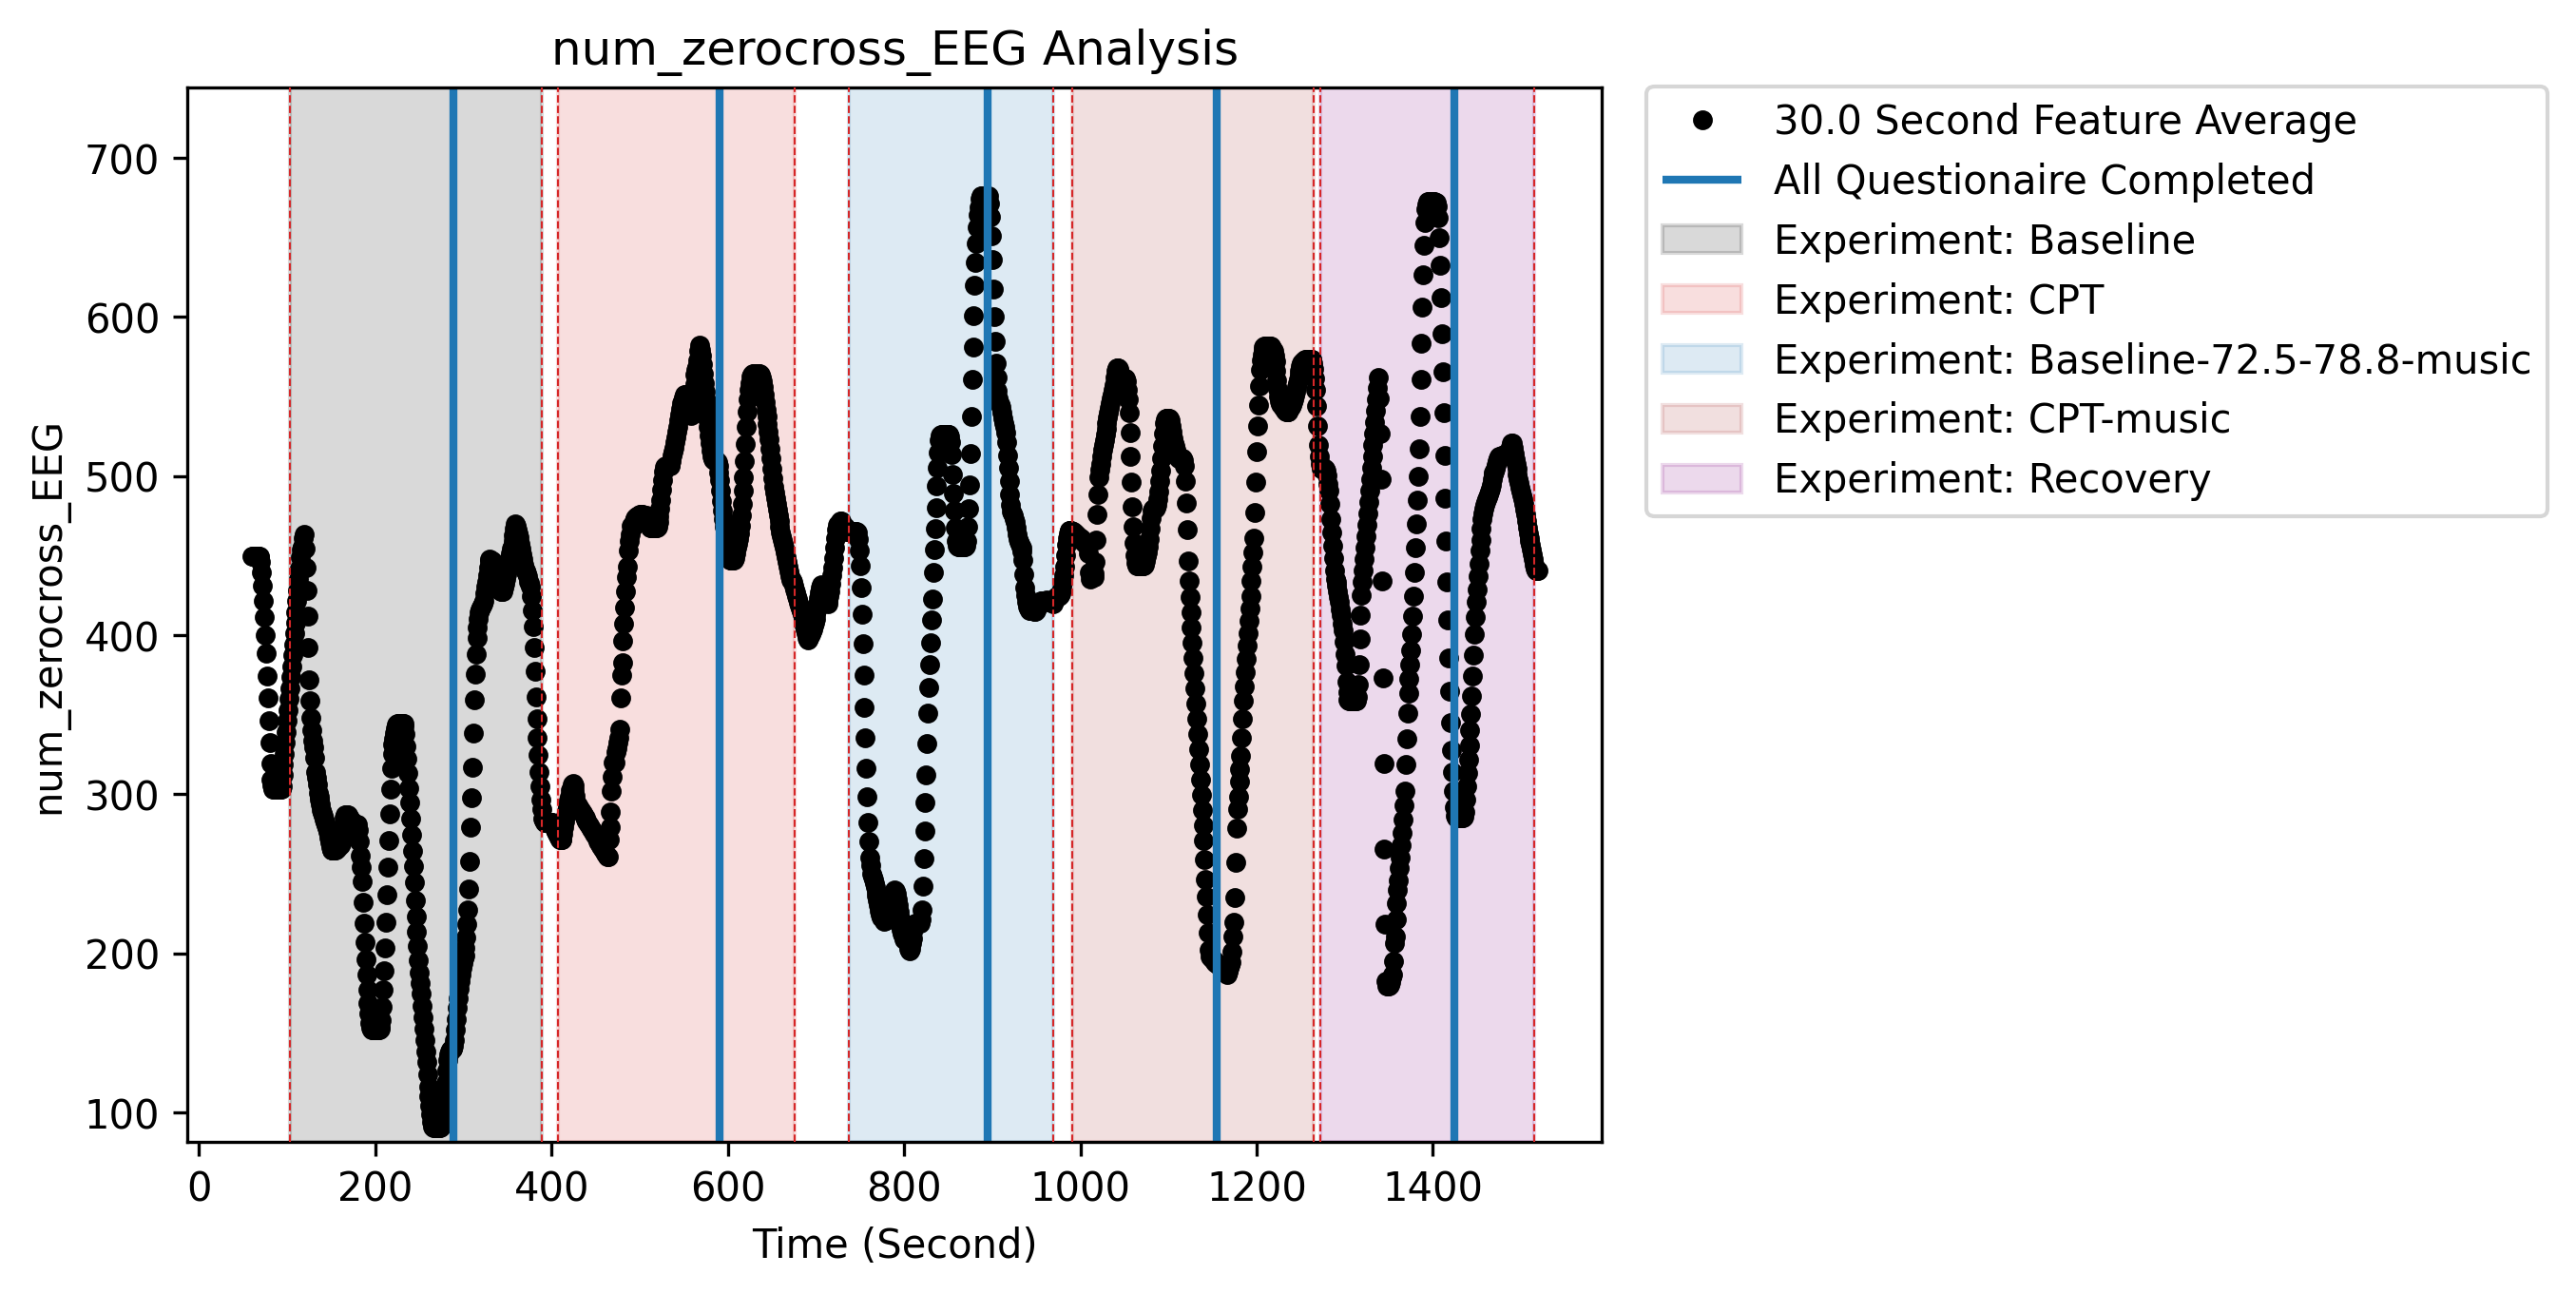 num_zerocross_EEG Analysis
num_zerocross_EEG
700
600
500
400
300
200
100
0 200 400 600 800 1000 1200 1400
Time (Second)
30.0 Second Feature Average
All Questionaire Completed
Experiment: Baseline
Experiment: CPT
Experiment: Baseline-72.5-78.8-music
Experiment: CPT-music
Experiment: Recovery